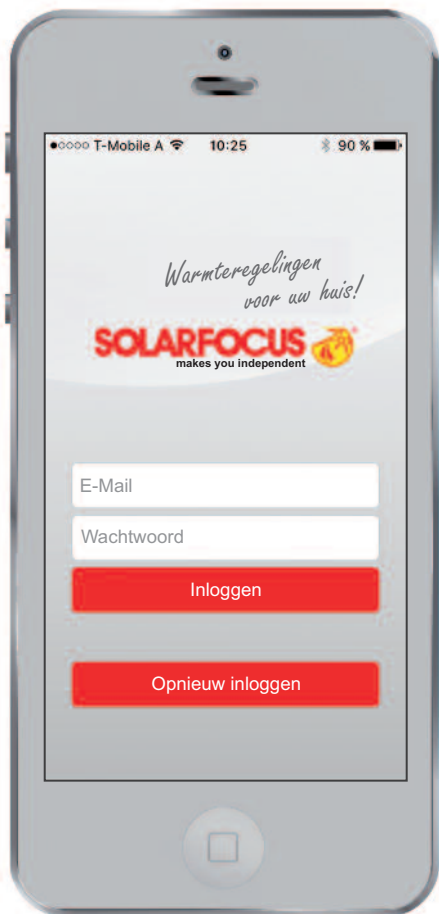 T-Mobile A 10:25 90 %
Warmteregelingen
voor uw huis!
SOLARFOCUS
makes you independent
E-Mail
Wachtwoord
Inloggen
Opnieuw inloggen